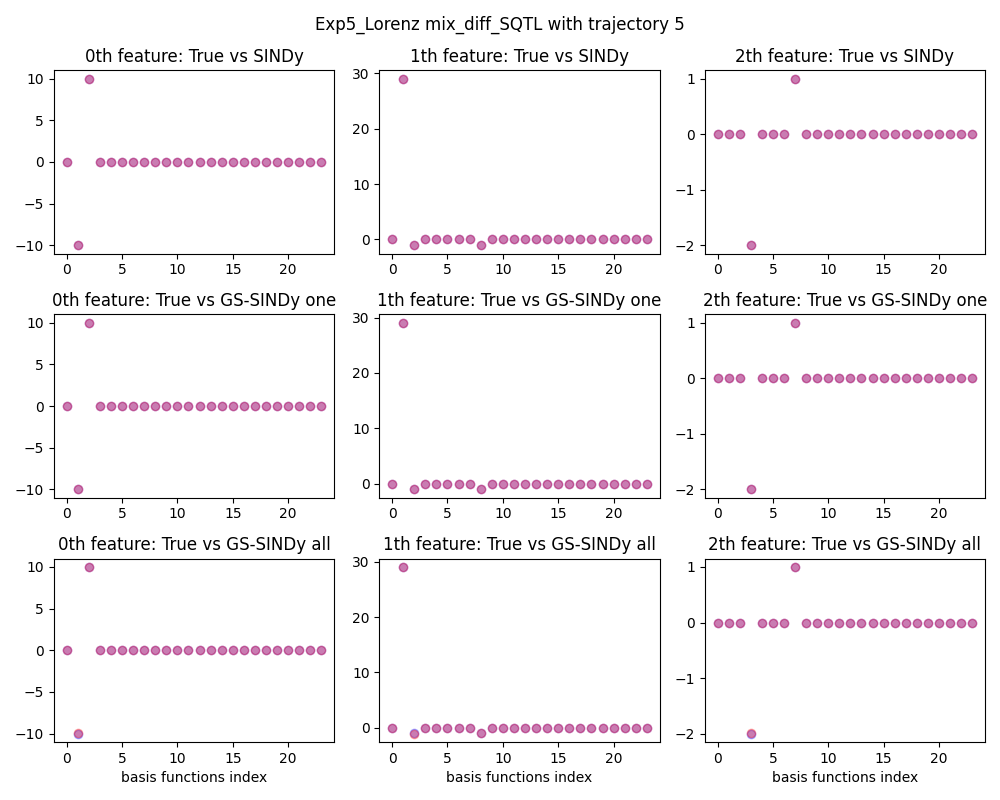 Exp5_Lorenz mix_diff_SQTL with trajectory 5
0th feature: True vs SINDy
1th feature: True vs SINDy
2th feature: True vs SINDy
10
5
0
−5
−10
0 5 10 15 20
30
20
10
0
0 5 10 15 20
1
0
−1
−2
0 5 10 15 20
0th feature: True vs GS-SINDy one
1th feature: True vs GS-SINDy one
2th feature: True vs GS-SINDy one
10
5
0
−5
−10
0 5 10 15 20
30
20
10
0
0 5 10 15 20
1
0
−1
−2
0 5 10 15 20
0th feature: True vs GS-SINDy all
1th feature: True vs GS-SINDy all
2th feature: True vs GS-SINDy all
10
5
0
−5
−10
0 5 10 15 20
basis functions index
30
20
10
0
0 5 10 15 20
basis functions index
1
0
−1
−2
0 5 10 15 20
basis functions index